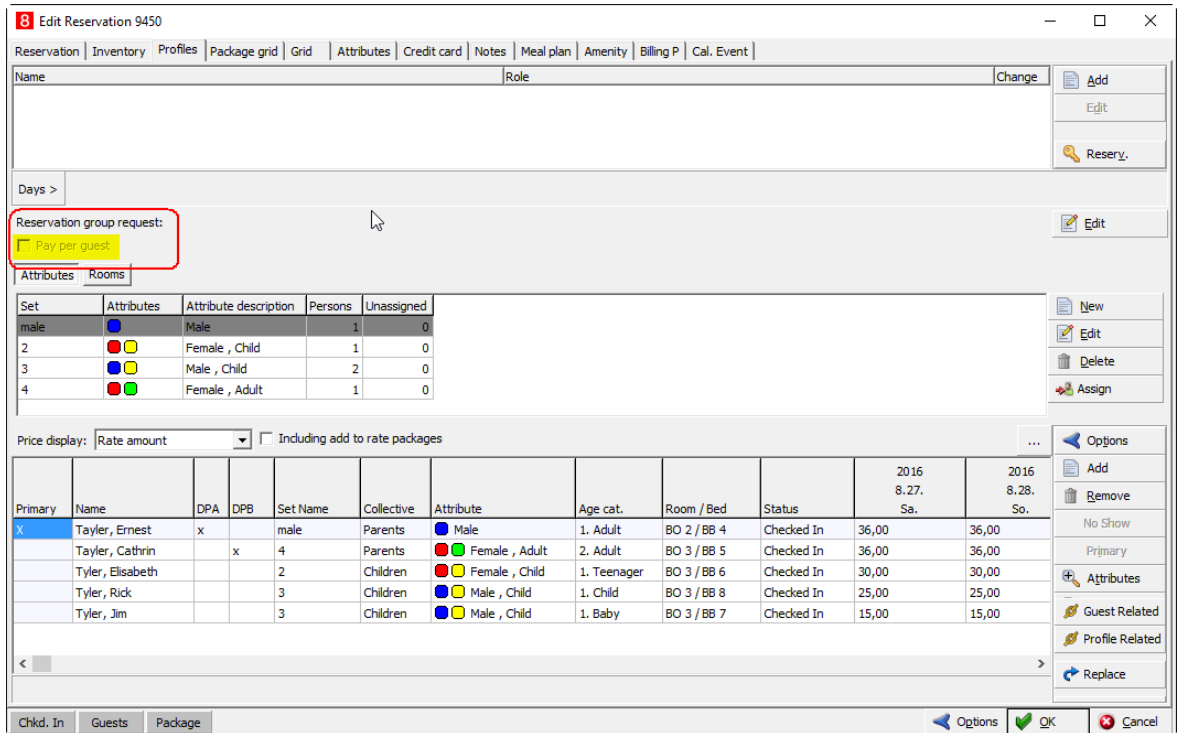 8 Edit Reservation 9450
Reservation Inventory Profiles Package grid Grid Attributes Credit card Notes Meal plan Amenity Billing P Cal. Event
Name Role Change
Add
Edit
Reserv.
Days >
Reservation group request:
Edit
Pay per guest
Attributes Rooms
Set Attributes Attribute description Persons Unassigned
male Male 1 0
2 Female , Child 1 0
3 Male , Child 2 0
4 Female , Adult 1 0
New
Edit
Delete
Assign
Price display: Rate amount Including add to rate packages ...
Options
Add
Remove
No Show
Primary
Attributes
Guest Related
Profile Related
Replace
2016 2016
8.27. 8.28.
Primary Name DPA DPB Set Name Collective Attribute Age cat. Room / Bed Status Sa. So.
X Tayler, Ernest x male Parents Male 1. Adult BO 2 / BB 4 Checked In 36,00 36,00
Tayler, Cathrin x 4 Parents Female , Adult 2. Adult BO 3 / BB 5 Checked In 36,00 36,00
Tyler, Elisabeth 2 Children Female , Child 1. Teenager BO 3 / BB 6 Checked In 30,00 30,00
Tyler, Rick 3 Children Male , Child 1. Child BO 3 / BB 8 Checked In 25,00 25,00
Tyler, Jim 3 Children Male , Child 1. Baby BO 3 / BB 7 Checked In 15,00 15,00
Chkd. In Guests Package Options OK Cancel